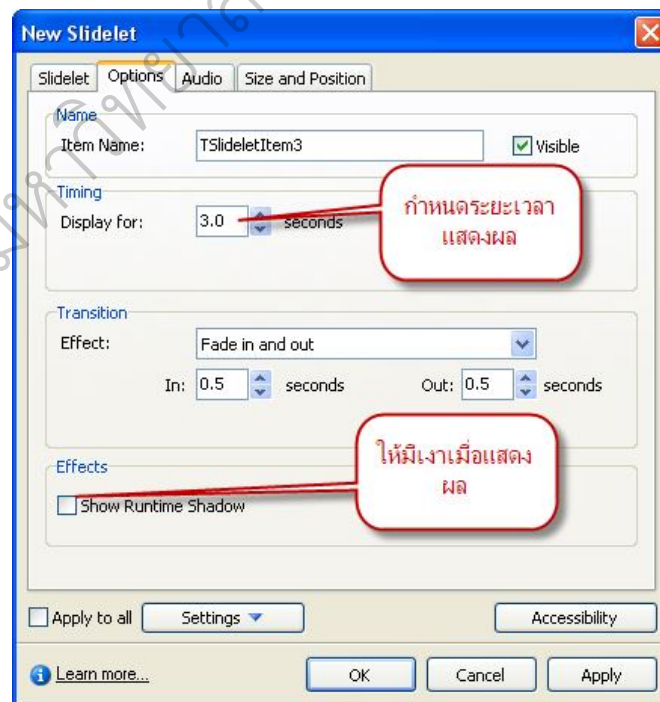 New Slidelet
Slidelet Options Audio Size and Position
Name
Item Name: TSlideletItem3 Visible
Timing
Display for: 3.0 seconds
กำหนดระยะเวลา
แสดงผล
Transition
Effect: Fade in and out
In: 0.5 seconds Out: 0.5 seconds
ให้มีเงาเมื่อแสดง
ผล
Effects
Show Runtime Shadow
Apply to all Settings Accessibility
Learn more... OK Cancel Apply